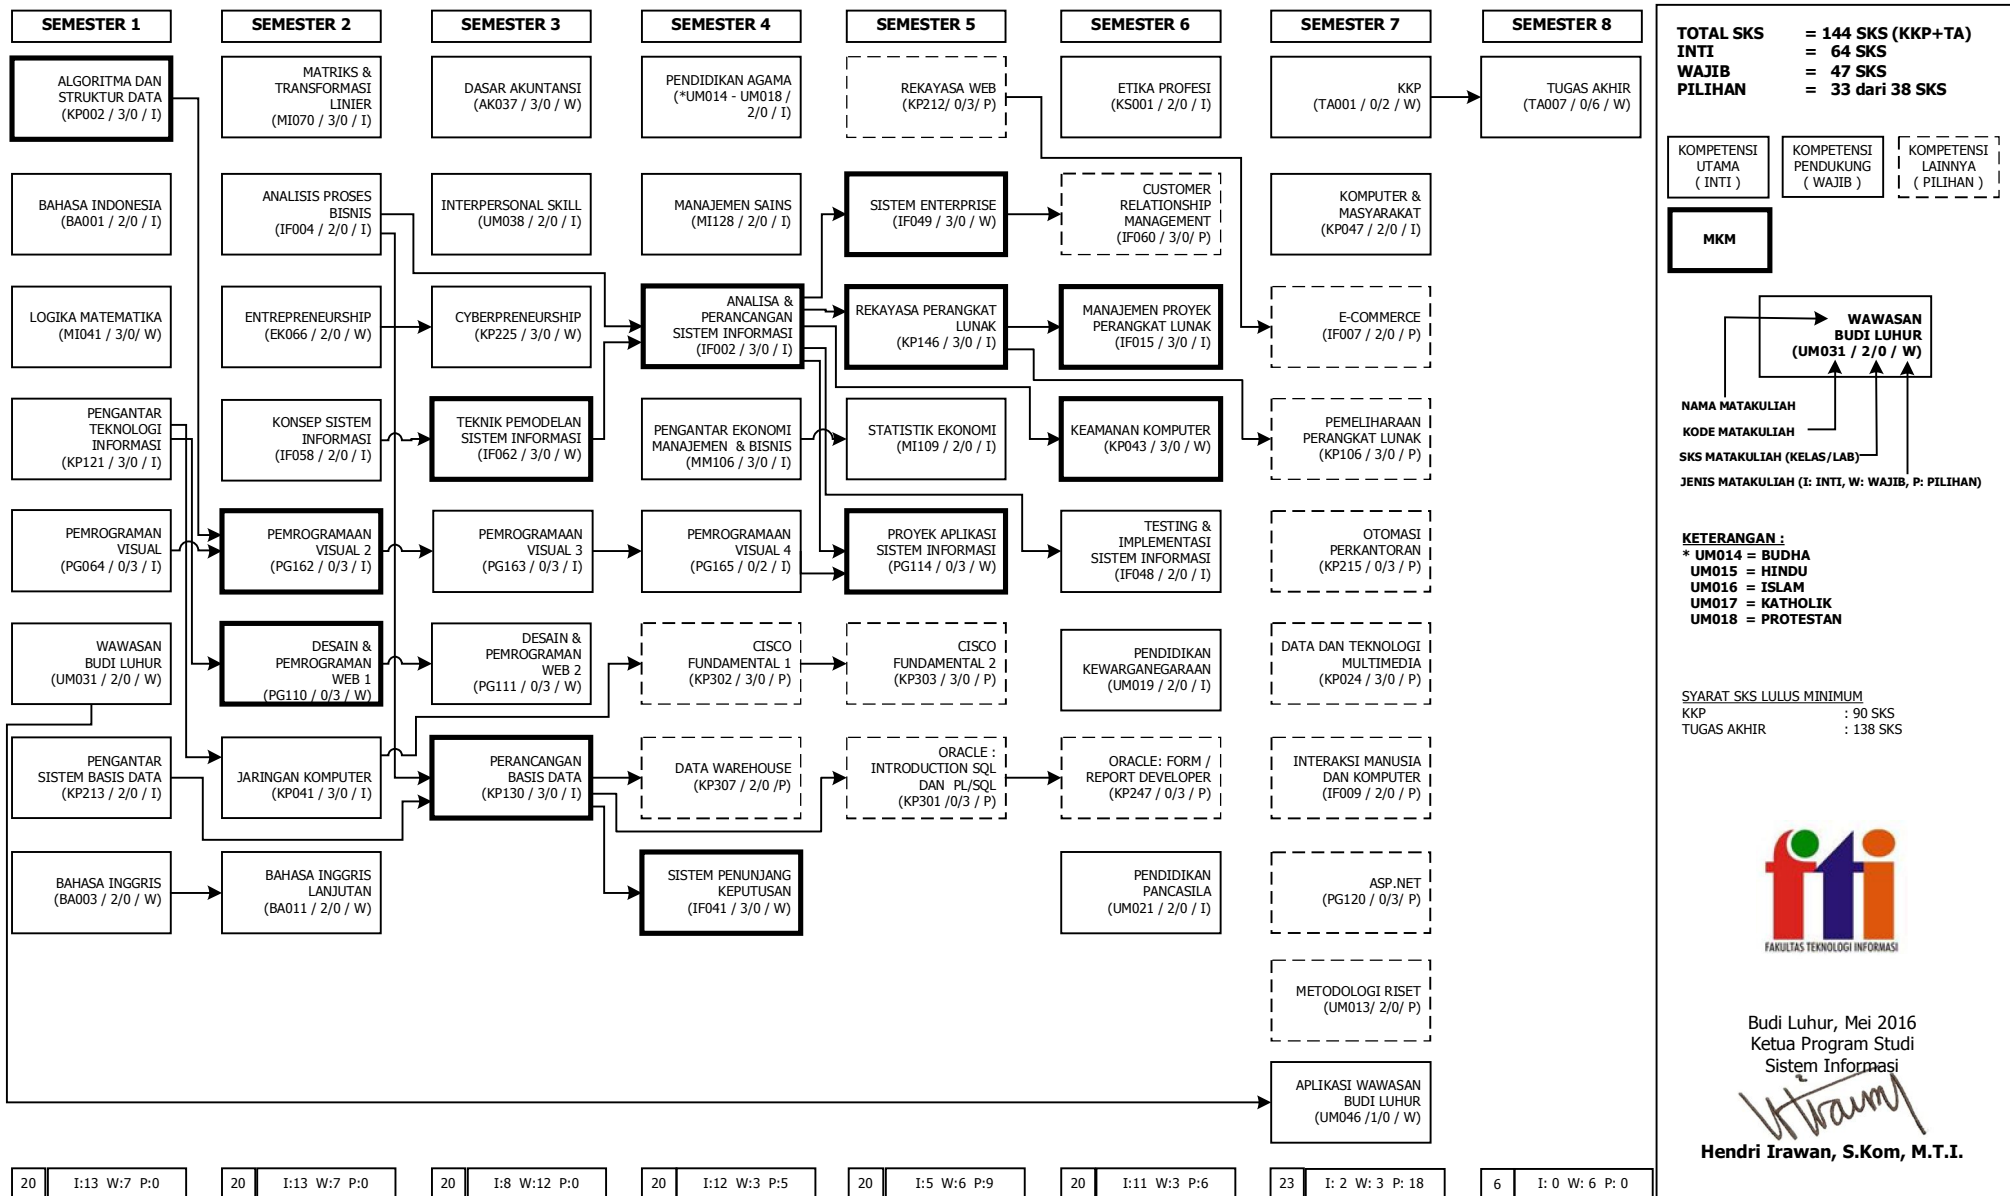 SEMESTER 1
ALGORITMA DAN
STRUKTUR DATA
(KP002 / 3/0 / I)
BAHASA INDONESIA
(BA001 / 2/0 / I)
LOGIKA MATEMATIKA
(MI041 / 3/0/ W)
PENGANTAR
TEKNOLOGI
INFORMASI
(KP121 / 3/0 / I)
PEMROGRAMAN
VISUAL
(PG064 / 0/3 / I)
WAWASAN
BUDI LUHUR
(UM031 / 2/0 / W)
PENGANTAR
SISTEM BASIS DATA
(KP213 / 2/0 / I)
BAHASA INGGRIS
(BA003 / 2/0 / W)
20 I:13 W:7 P:0
SEMESTER 2
MATRIKS &
TRANSFORMASI
LINIER
(MI070 / 3/0 / I)
ANALISIS PROSES
BISNIS
(IF004 / 2/0 / I)
ENTREPRENEURSHIP
(EK066 / 2/0 / W)
KONSEP SISTEM
INFORMASI
(IF058 / 2/0 / I)
PEMROGRAMAAN
VISUAL 2
(PG162 / 0/3 / I)
DESAIN &
PEMROGRAMAN
WEB 1
(PG110 / 0/3 / W)
JARINGAN KOMPUTER
(KP041 / 3/0 / I)
BAHASA INGGRIS
LANJUTAN
(BA011 / 2/0 / W)
20 I:13 W:7 P:0
SEMESTER 3
DASAR AKUNTANSI
(AK037 / 3/0 / W)
INTERPERSONAL SKILL
(UM038 / 2/0 / I)
CYBERPRENEURSHIP
(KP225 / 3/0 / W)
TEKNIK PEMODELAN
SISTEM INFORMASI
(IF062 / 3/0 / W)
PEMROGRAMAAN
VISUAL 3
(PG163 / 0/3 / I)
DESAIN &
PEMROGRAMAN
WEB 2
(PG111 / 0/3 / W)
PERANCANGAN
BASIS DATA
(KP130 / 3/0 / I)
20 I:8 W:12 P:0
SEMESTER 4
PENDIDIKAN AGAMA
(*UM014 - UM018 /
2/0 / I)
MANAJEMEN SAINS
(MI128 / 2/0 / I)
ANALISA &
PERANCANGAN
SISTEM INFORMASI
(IF002 / 3/0 / I)
PENGANTAR EKONOMI
MANAJEMEN & BISNIS
(MM106 / 3/0 / I)
PEMROGRAMAAN
VISUAL 4
(PG165 / 0/2 / I)
CISCO
FUNDAMENTAL 1
(KP302 / 3/0 / P)
DATA WAREHOUSE
(KP307 / 2/0 /P)
SISTEM PENUNJANG
KEPUTUSAN
(IF041 / 3/0 / W)
20 I:12 W:3 P:5
SEMESTER 5
REKAYASA WEB
(KP212/ 0/3/ P)
SISTEM ENTERPRISE
(IF049 / 3/0 / W)
REKAYASA PERANGKAT
LUNAK
(KP146 / 3/0 / I)
STATISTIK EKONOMI
(MI109 / 2/0 / I)
PROYEK APLIKASI
SISTEM INFORMASI
(PG114 / 0/3 / W)
CISCO
FUNDAMENTAL 2
(KP303 / 3/0 / P)
ORACLE :
INTRODUCTION SQL
DAN PL/SQL
(KP301 /0/3 / P)
20 I:5 W:6 P:9
SEMESTER 6
ETIKA PROFESI
(KS001 / 2/0 / I)
CUSTOMER
RELATIONSHIP
MANAGEMENT
(IF060 / 3/0/ P)
MANAJEMEN PROYEK
PERANGKAT LUNAK
(IF015 / 3/0 / I)
KEAMANAN KOMPUTER
(KP043 / 3/0 / W)
TESTING &
IMPLEMENTASI
SISTEM INFORMASI
(IF048 / 2/0 / I)
PENDIDIKAN
KEWARGANEGARAAN
(UM019 / 2/0 / I)
ORACLE: FORM /
REPORT DEVELOPER
(KP247 / 0/3 / P)
PENDIDIKAN
PANCASILA
(UM021 / 2/0 / I)
20 I:11 W:3 P:6
SEMESTER 7
KKP
(TA001 / 0/2 / W)
KOMPUTER &
MASYARAKAT
(KP047 / 2/0 / I)
E-COMMERCE
(IF007 / 2/0 / P)
PEMELIHARAAN
PERANGKAT LUNAK
(KP106 / 3/0 / P)
OTOMASI
PERKANTORAN
(KP215 / 0/3 / P)
DATA DAN TEKNOLOGI
MULTIMEDIA
(KP024 / 3/0 / P)
INTERAKSI MANUSIA
DAN KOMPUTER
(IF009 / 2/0 / P)
ASP.NET
(PG120 / 0/3/ P)
METODOLOGI RISET
(UM013/ 2/0/ P)
APLIKASI WAWASAN
BUDI LUHUR
(UM046 /1/0 / W)
23 I: 2 W: 3 P: 18
SEMESTER 8
TUGAS AKHIR
(TA007 / 0/6 / W)
6 I: 0 W: 6 P: 0
TOTAL SKS = 144 SKS (KKP+TA)
INTI = 64 SKS
WAJIB = 47 SKS
PILIHAN = 33 dari 38 SKS
KOMPETENSI
UTAMA
( INTI )
KOMPETENSI
PENDUKUNG
( WAJIB )
KOMPETENSI
LAINNYA
( PILIHAN )
MKM
WAWASAN
BUDI LUHUR
(UM031 / 2/0 / W)
NAMA MATAKULIAH
KODE MATAKULIAH
SKS MATAKULIAH (KELAS/LAB)
JENIS MATAKULIAH (I: INTI, W: WAJIB, P: PILIHAN)
KETERANGAN :
* UM014 = BUDHA
UM015 = HINDU
UM016 = ISLAM
UM017 = KATHOLIK
UM018 = PROTESTAN
SYARAT SKS LULUS MINIMUM
KKP : 90 SKS
TUGAS AKHIR : 138 SKS
fti
FAKULTAS TEKNOLOGI INFORMASI
Budi Luhur, Mei 2016
Ketua Program Studi
Sistem Informasi
Hendri Irawan, S.Kom, M.T.I.